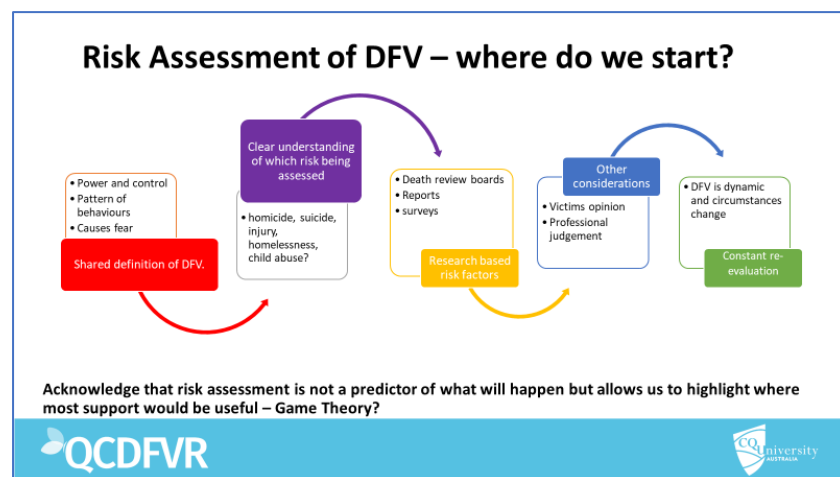 Risk Assessment of DFV – where do we start?
• Power and control
• Pattern of
behaviours
• Causes fear
Shared definition of DFV.
Clear understanding
of which risk being
assessed
• homicide, suicide,
injury,
homelessness,
child abuse?
• Death review boards
• Reports
• surveys
Research based
risk factors
Other
considerations
• Victims opinion
• Professional
judgement
• DFV is dynamic
and circumstances
change
Constant re-
evaluation
Acknowledge that risk assessment is not a predictor of what will happen but allows us to highlight where
most support would be useful – Game Theory?
QCDFVR
CQUniversity
AUSTRALIA